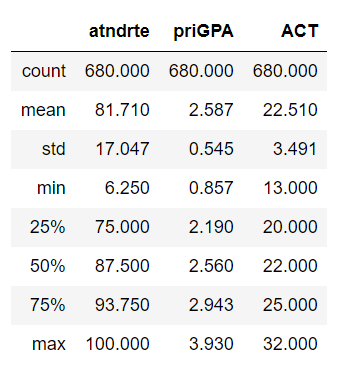 atndrte priGPA ACT
count 680.000 680.000 680.000
mean 81.710 2.587 22.510
std 17.047 0.545 3.491
min 6.250 0.857 13.000
25% 75.000 2.190 20.000
50% 87.500 2.560 22.000
75% 93.750 2.943 25.000
max 100.000 3.930 32.000